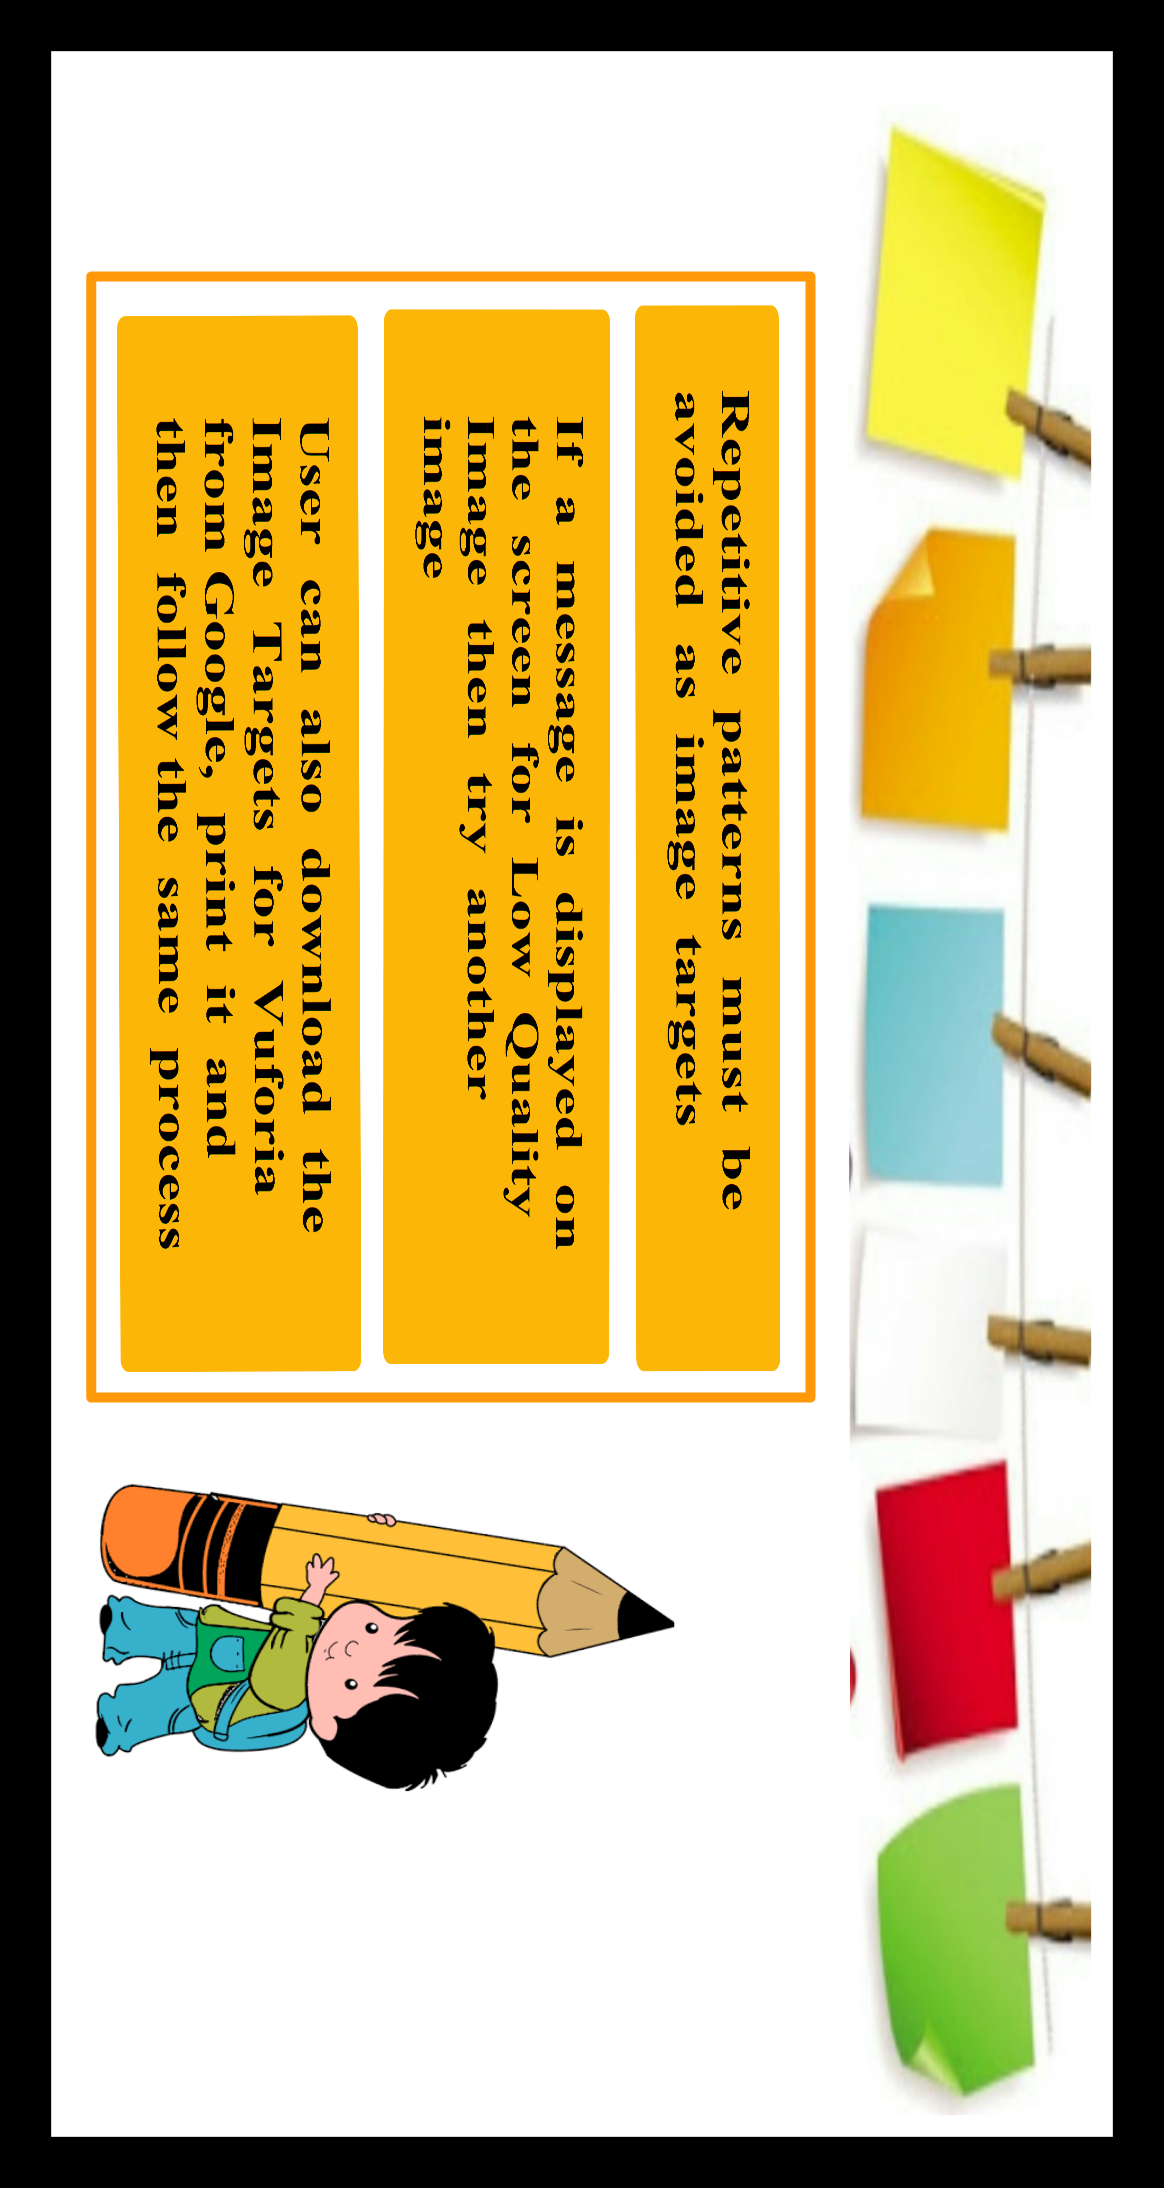 Repetitive patterns must be
avoided as image targets
If a message is displayed on
the screen for Low Quality
Image then try another
image
User can also download the
Image Targets for Vuforia
from Google, print it and
then follow the same process